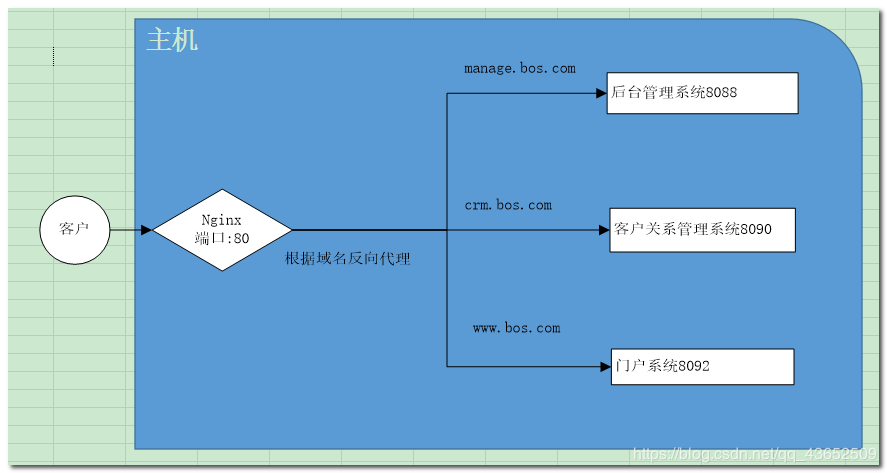 主机
manage.bos.com
后台管理系统8088
客户
Nginx
端口:80
crm.bos.com
客户关系管理系统8090
根据域名反向代理
www.bos.com
门户系统8092
https://blog.csdn.net/qq_43652509